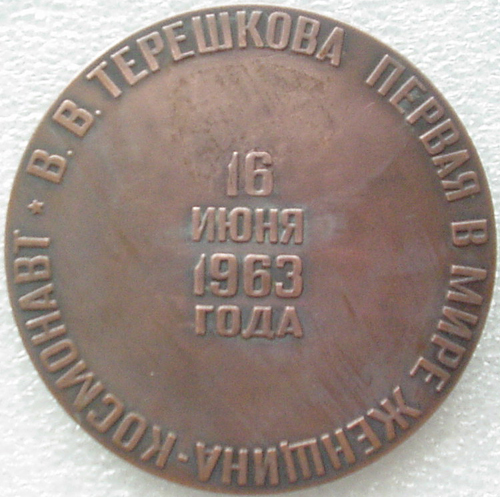 В. В. ТЕРЕШКОВА ПЕРВАЯ В МИРЕ ЖЕНЩИНА-КОСМОНАВТ *
16
ИЮНЯ
1963
ГОДА